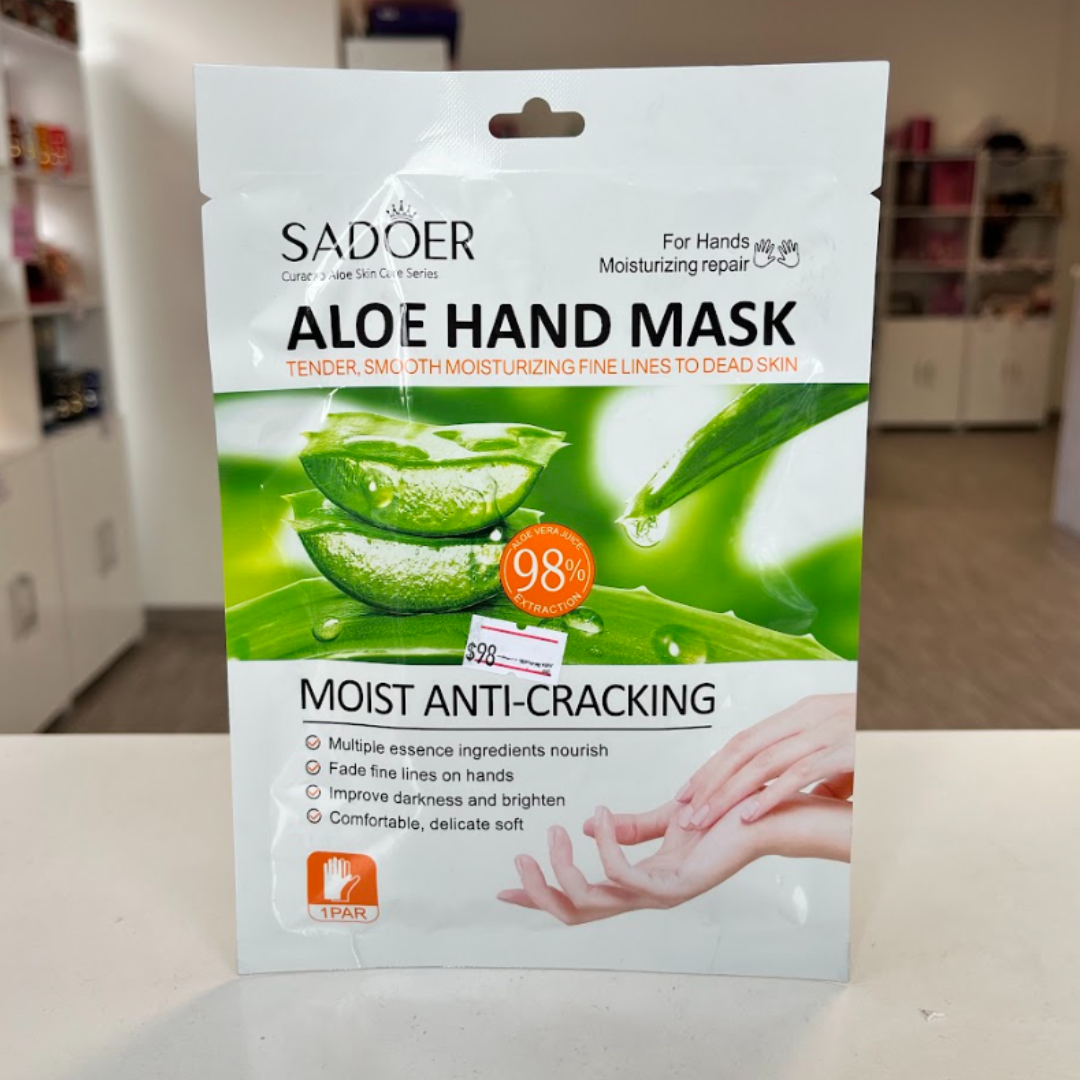 SADOER
Curacao Aloe Skin Care Series
For Hands
Moisturizing repair
ALOE HAND MASK
TENDER, SMOOTH MOISTURIZING FINE LINES TO DEAD SKIN
ALOE VERA JUICE
98%
EXTRACTION
$98
MOIST ANTI-CRACKING
Multiple essence ingredients nourish
Fade fine lines on hands
Improve darkness and brighten
Comfortable, delicate soft
1PAR